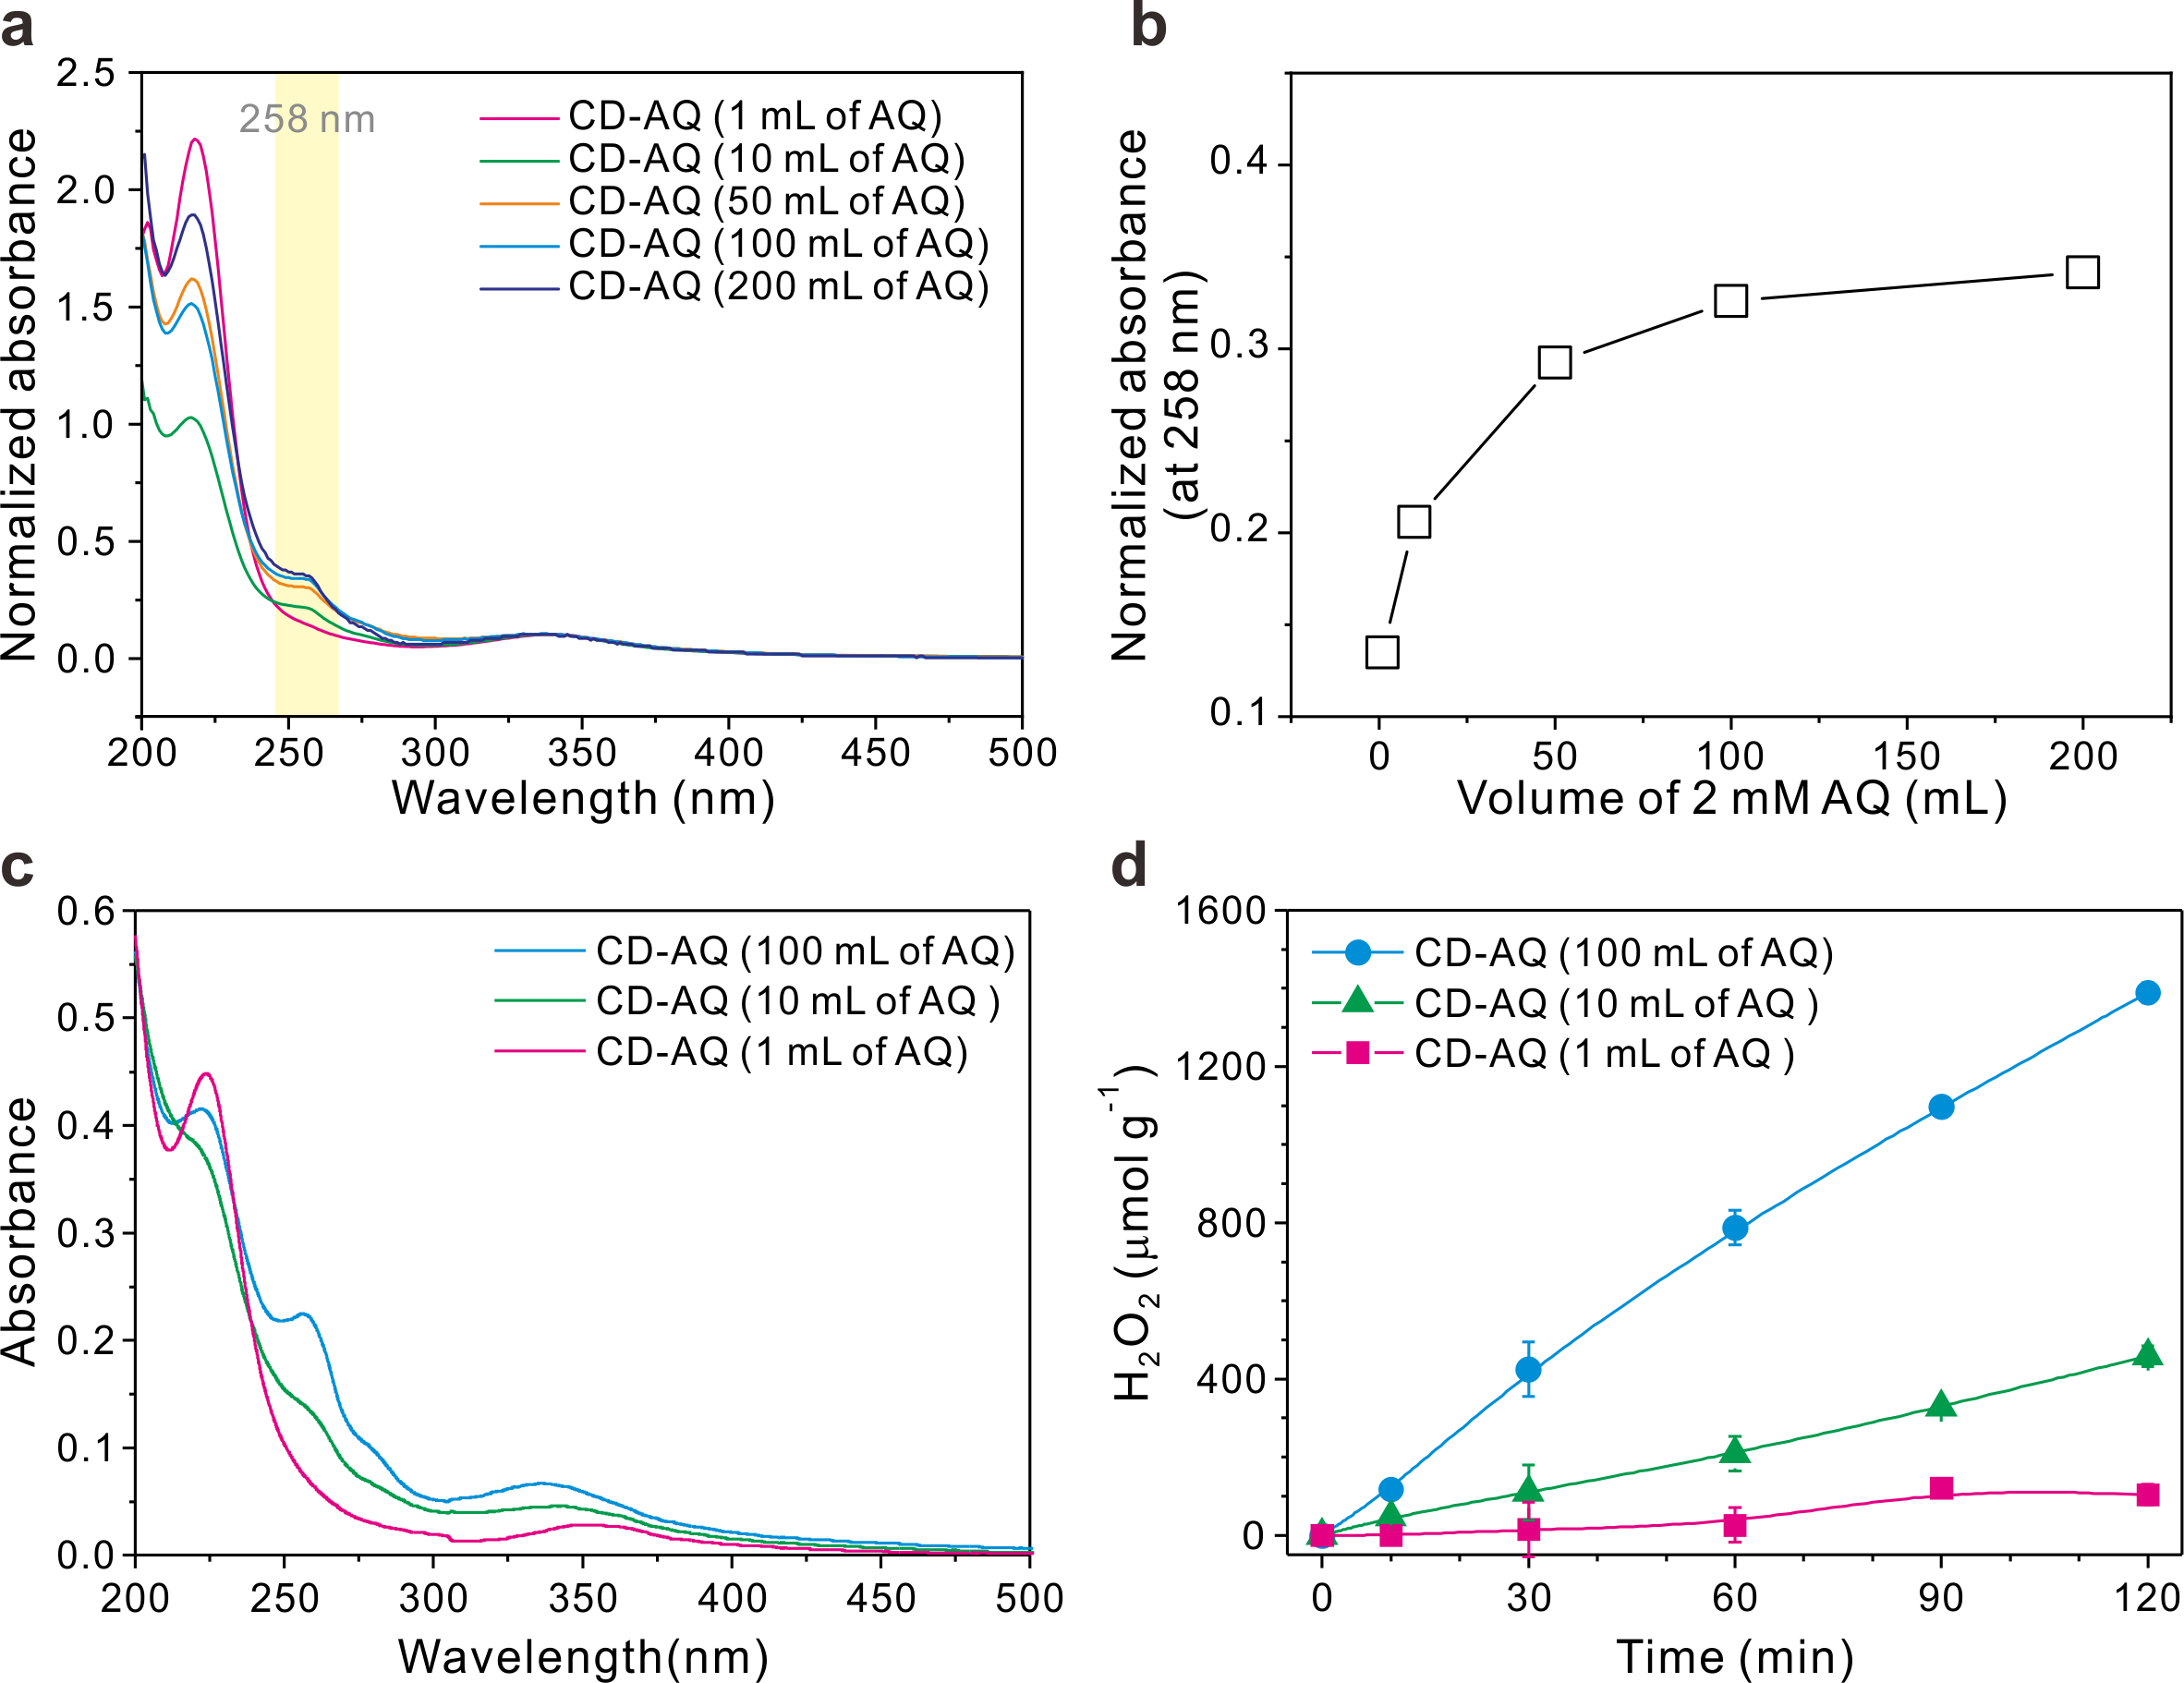 a
2.5
2.0
1.5
1.0
0.5
0.0
Normalized absorbance
258 nm
CD-AQ (1 mL of AQ)
CD-AQ (10 mL of AQ)
CD-AQ (50 mL of AQ)
CD-AQ (100 mL of AQ)
CD-AQ (200 mL of AQ)
200 250 300 350 400 450 500
Wavelength (nm)
b
Normalized absorbance
(at 258 nm)
0.4
0.3
0.2
0.1
0 50 100 150 200
Volume of 2 mM AQ (mL)
c
0.6
0.5
0.4
0.3
0.2
0.1
0.0
Absorbance
CD-AQ (100 mL of AQ)
CD-AQ (10 mL of AQ )
CD-AQ (1 mL of AQ)
200 250 300 350 400 450 500
Wavelength(nm)
d
1600
1200
800
400
0
H₂O₂ (μmol g⁻¹)
CD-AQ (100 mL of AQ)
CD-AQ (10 mL of AQ )
CD-AQ (1 mL of AQ )
0 30 60 90 120
Time (min)